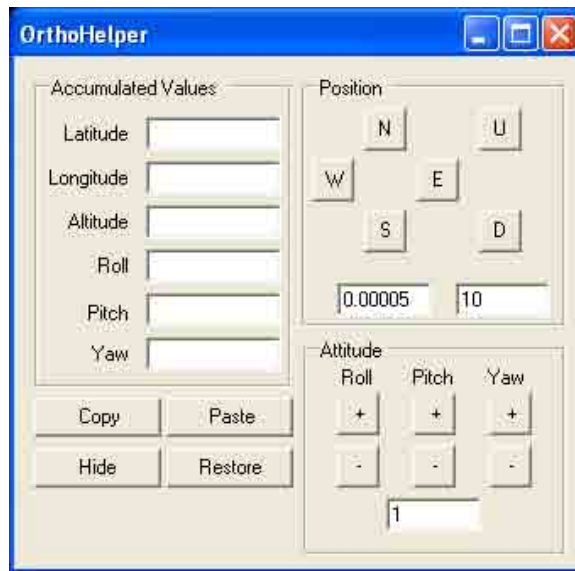 OrthoHelper
Accumulated Values
Latitude
Longitude
Altitude
Roll
Pitch
Yaw
Copy Paste
Hide Restore
Position
N U
W E
S D
0.00005 10
Attitude
Roll Pitch Yaw
+ + +
- - -
1